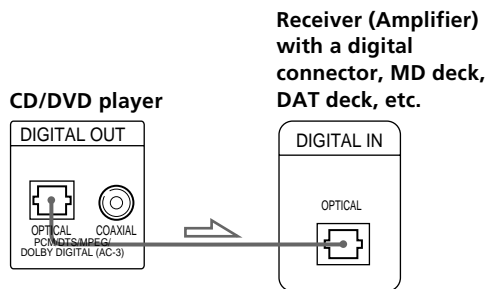 Receiver (Amplifier)
with a digital
connector, MD deck,
DAT deck, etc.
CD/DVD player
DIGITAL OUT
OPTICAL COAXIAL
PCM/DTS/MPEG/
DOLBY DIGITAL (AC-3)
DIGITAL IN
OPTICAL